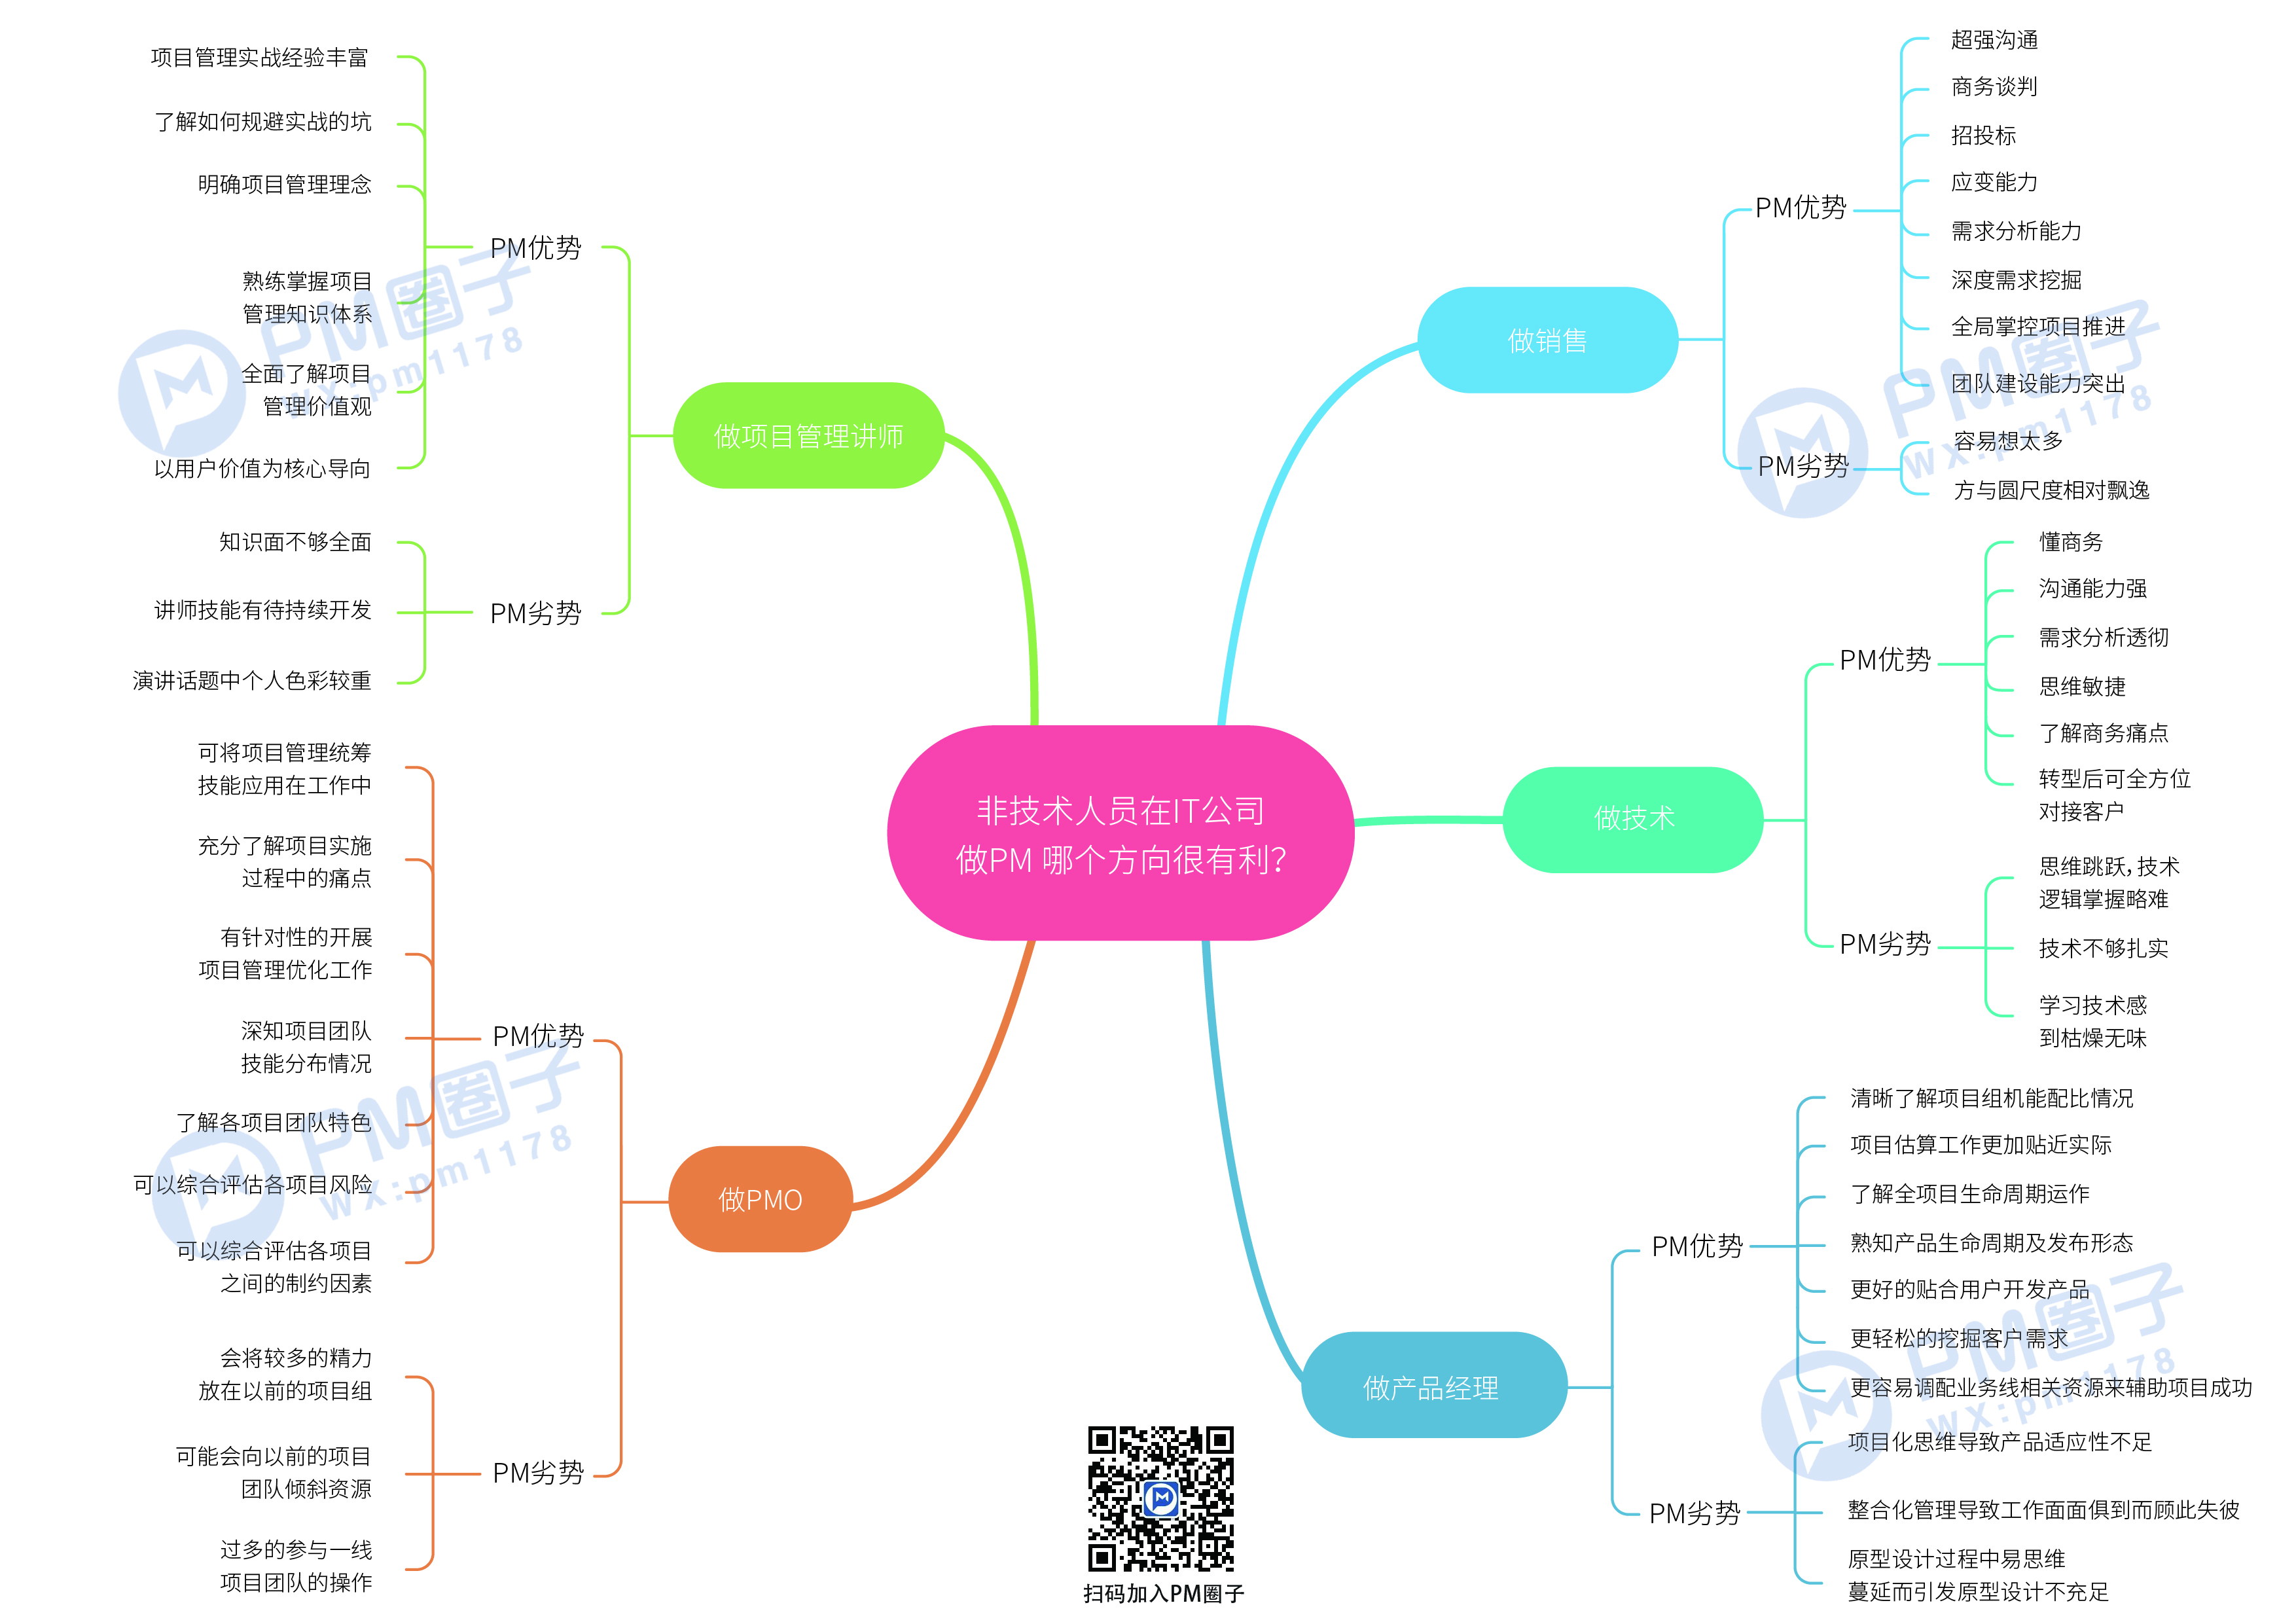 非技术人员在IT公司
做PM 哪个方向很有利？
做项目管理讲师
PM优势
项目管理实战经验丰富
了解如何规避实战的坑
明确项目管理理念
熟练掌握项目
管理知识体系
全面了解项目
管理价值观
以用户价值为核心导向
PM劣势
知识面不够全面
讲师技能有待持续开发
演讲话题中个人色彩较重
做PMO
PM优势
可将项目管理统筹
技能应用在工作中
充分了解项目实施
过程中的痛点
有针对性的开展
项目管理优化工作
深知项目团队
技能分布情况
了解各项目团队特色
可以综合评估各项目风险
可以综合评估各项目
之间的制约因素
PM劣势
会将较多的精力
放在以前的项目组
可能会向以前的项目
团队倾斜资源
过多的参与一线
项目团队的操作
做销售
PM优势
超强沟通
商务谈判
招投标
应变能力
需求分析能力
深度需求挖掘
全局掌控项目推进
团队建设能力突出
PM劣势
容易想太多
方与圆尺度相对飘逸
做技术
PM优势
懂商务
沟通能力强
需求分析透彻
思维敏捷
了解商务痛点
转型后可全方位
对接客户
PM劣势
思维跳跃，技术
逻辑掌握略难
技术不够扎实
学习技术感
到枯燥无味
做产品经理
PM优势
清晰了解项目组机能配比情况
项目估算工作更加贴近实际
了解全项目生命周期运作
熟知产品生命周期及发布形态
更好的贴合用户开发产品
更轻松的挖掘客户需求
更容易调配业务线相关资源来辅助项目成功
PM劣势
项目化思维导致产品适应性不足
整合化管理导致工作面面俱到而顾此失彼
原型设计过程中易思维
蔓延而引发原型设计不充足
扫码加入PM圈子
PM圈子
wx:pm1178
PM圈子
wx:pm1178
PM圈子
wx:pm1178
PM圈子
wx:pm1178